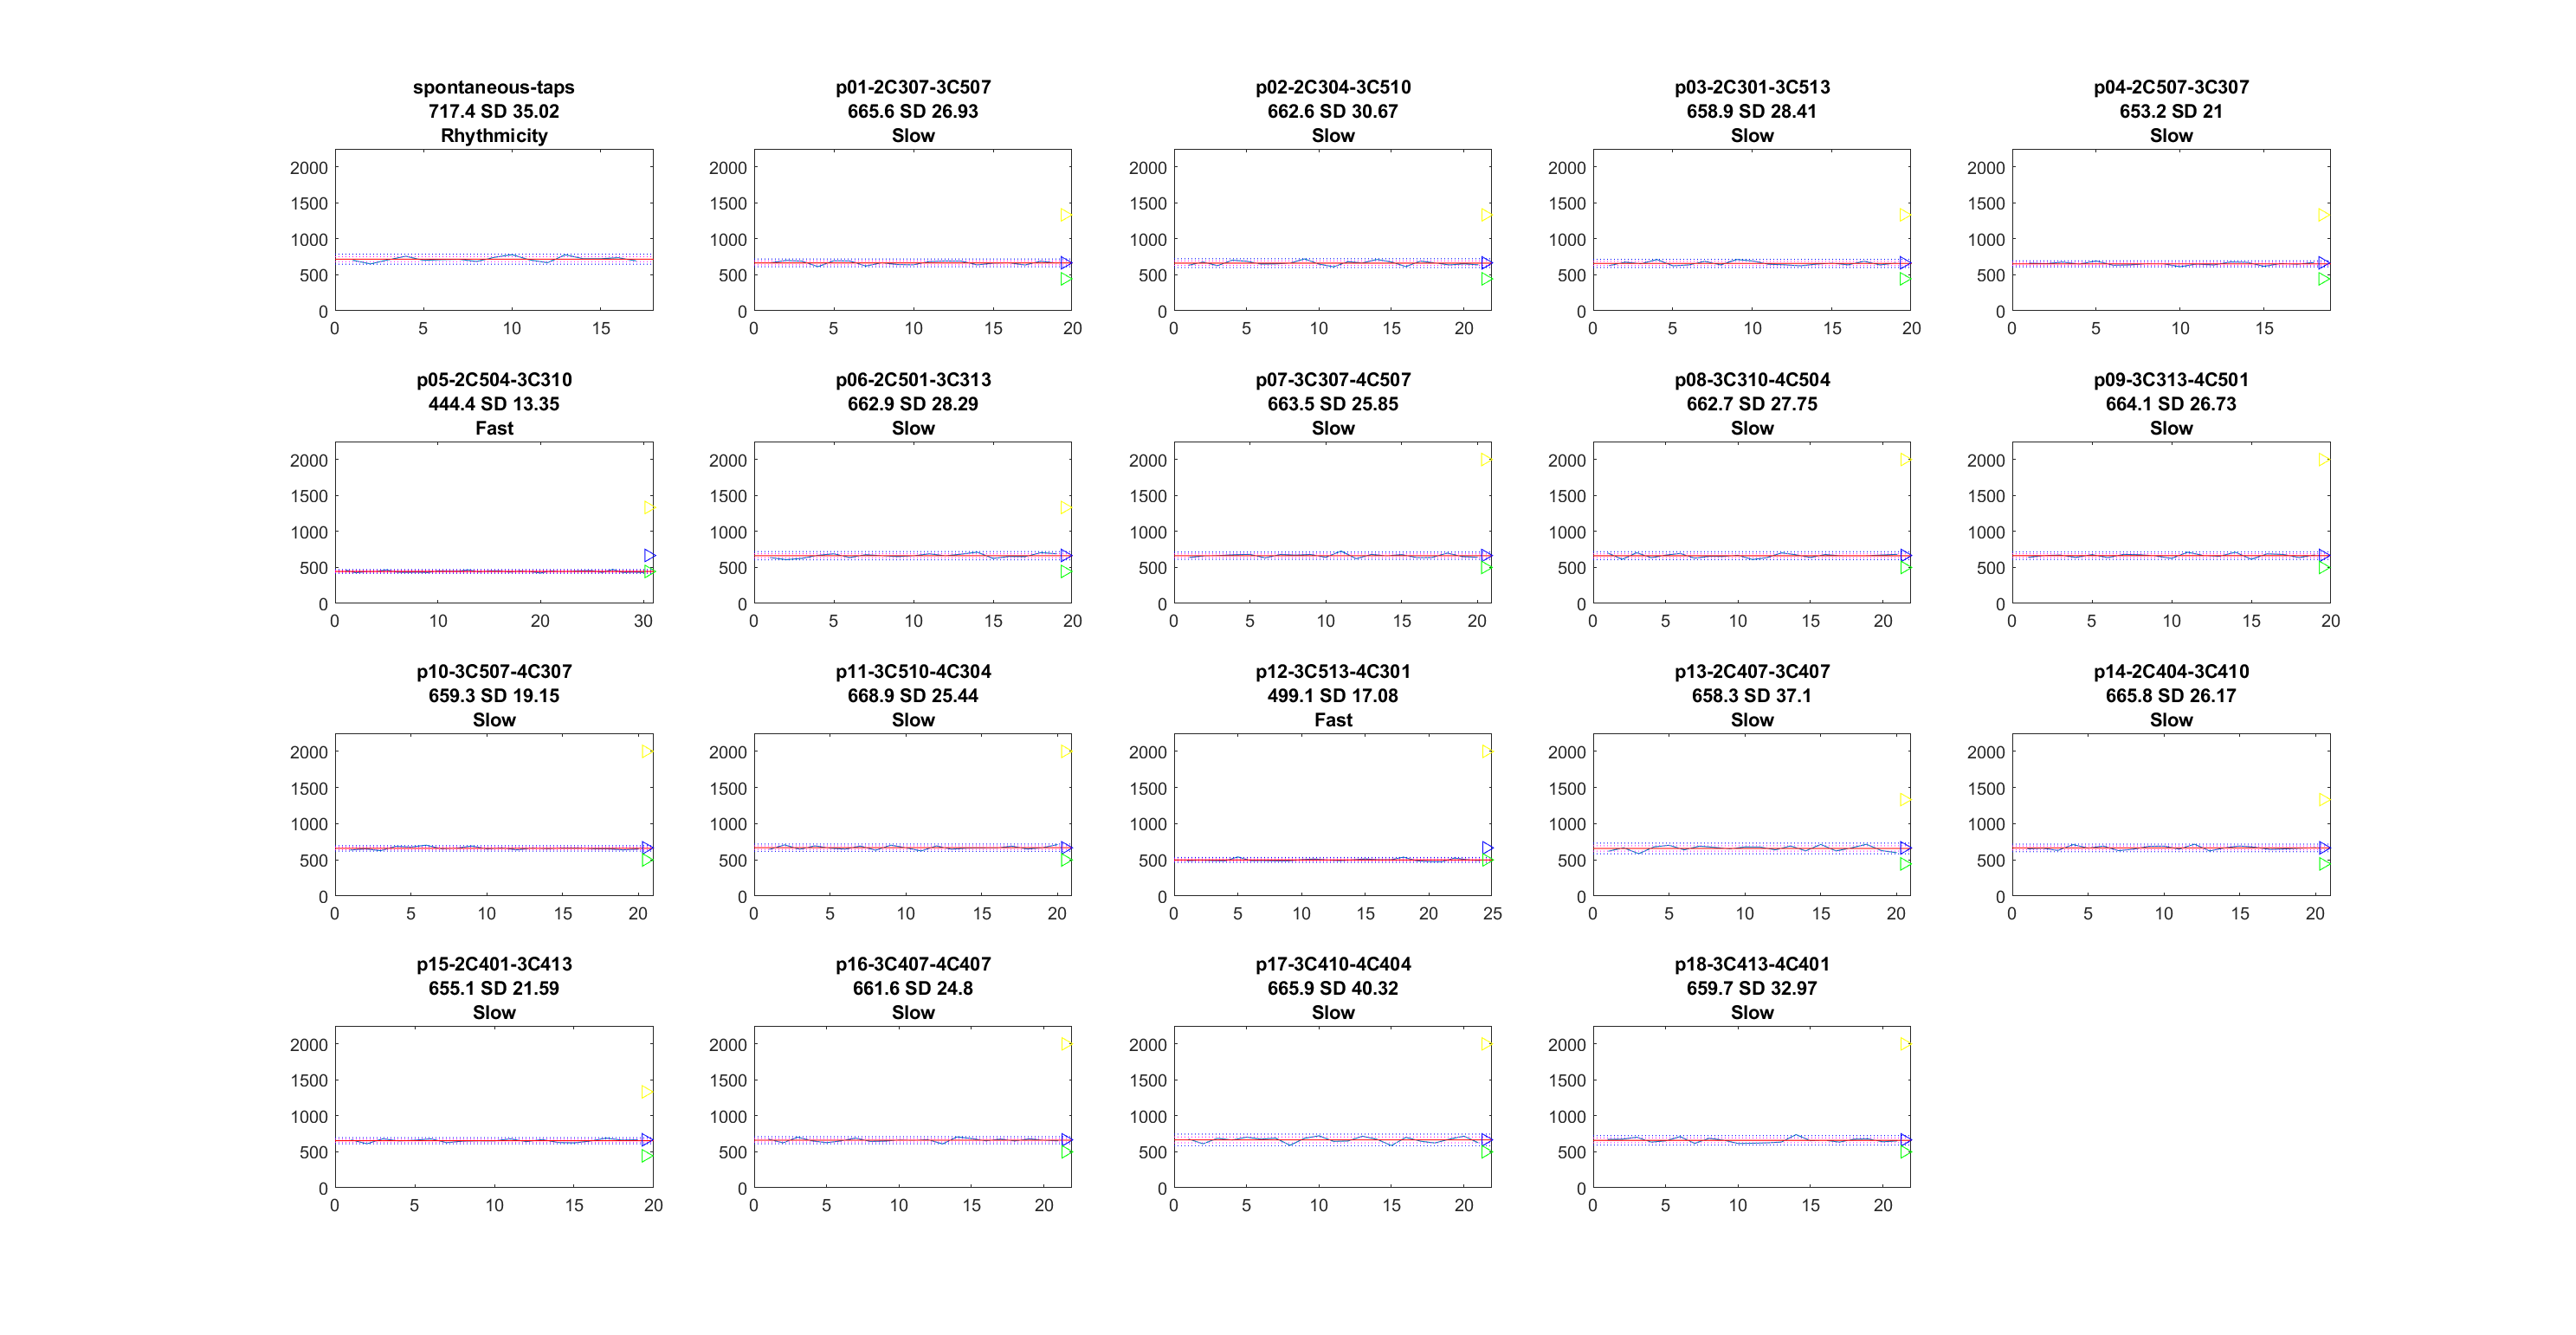 spontaneous-taps
717.4 SD 35.02
Rhythmicity
2000
1500
1000
500
0
0 5 10 15
p01-2C307-3C507
665.6 SD 26.93
Slow
2000
1500
1000
500
0
0 5 10 15 20
p02-2C304-3C510
662.6 SD 30.67
Slow
2000
1500
1000
500
0
0 5 10 15 20
p03-2C301-3C513
658.9 SD 28.41
Slow
2000
1500
1000
500
0
0 5 10 15 20
p04-2C507-3C307
653.2 SD 21
Slow
2000
1500
1000
500
0
0 5 10 15
p05-2C504-3C310
444.4 SD 13.35
Fast
2000
1500
1000
500
0
0 10 20 30
p06-2C501-3C313
662.9 SD 28.29
Slow
2000
1500
1000
500
0
0 5 10 15 20
p07-3C307-4C507
663.5 SD 25.85
Slow
2000
1500
1000
500
0
0 5 10 15 20
p08-3C310-4C504
662.7 SD 27.75
Slow
2000
1500
1000
500
0
0 5 10 15 20
p09-3C313-4C501
664.1 SD 26.73
Slow
2000
1500
1000
500
0
0 5 10 15 20
p10-3C507-4C307
659.3 SD 19.15
Slow
2000
1500
1000
500
0
0 5 10 15 20
p11-3C510-4C304
668.9 SD 25.44
Slow
2000
1500
1000
500
0
0 5 10 15 20
p12-3C513-4C301
499.1 SD 17.08
Fast
2000
1500
1000
500
0
0 5 10 15 20 25
p13-2C407-3C407
658.3 SD 37.1
Slow
2000
1500
1000
500
0
0 5 10 15 20
p14-2C404-3C410
665.8 SD 26.17
Slow
2000
1500
1000
500
0
0 5 10 15 20
p15-2C401-3C413
655.1 SD 21.59
Slow
2000
1500
1000
500
0
0 5 10 15 20
p16-3C407-4C407
661.6 SD 24.8
Slow
2000
1500
1000
500
0
0 5 10 15 20
p17-3C410-4C404
665.9 SD 40.32
Slow
2000
1500
1000
500
0
0 5 10 15 20
p18-3C413-4C401
659.7 SD 32.97
Slow
2000
1500
1000
500
0
0 5 10 15 20